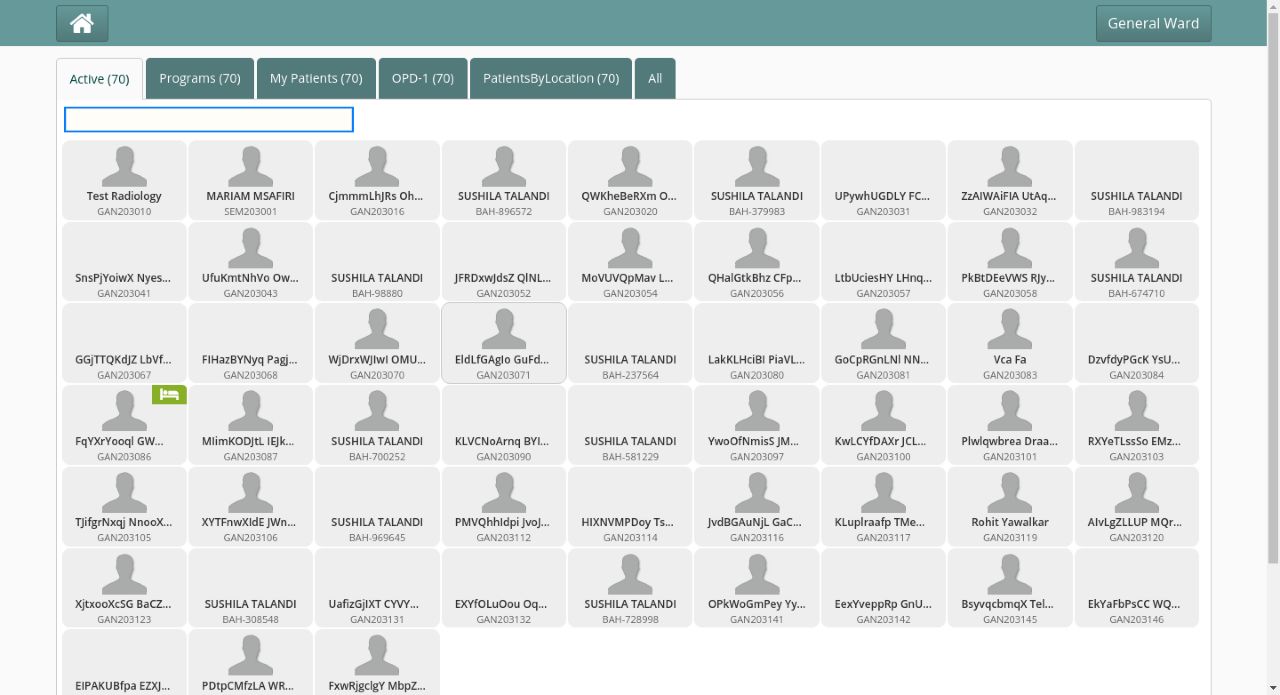 General Ward
Active (70)
Programs (70)
My Patients (70)
OPD-1 (70)
PatientsByLocation (70)
All
Test Radiology
GAN203010
MARIAM MSAFIRI
SEM203001
CjmmmLhJRs Oh...
GAN203016
SUSHILA TALANDI
BAH-896572
QWKheBeRXm O...
GAN203020
SUSHILA TALANDI
BAH-379983
UPywhUGDLY FC...
GAN203031
ZzAIWAiFIA UtAq...
GAN203032
SUSHILA TALANDI
BAH-983194
SnsPjYoiwX Nyes...
GAN203041
UfuKmtNhVo Ow...
GAN203043
SUSHILA TALANDI
BAH-98880
JFRDxwJdsZ QlNL...
GAN203052
MoVUVQpMav L...
GAN203054
QHalGtkBhz CFp...
GAN203056
LtbUciesHY LHnq...
GAN203057
PkBtDEeVWS RJy...
GAN203058
SUSHILA TALANDI
BAH-674710
GGjTTQKdJZ LbVf...
GAN203067
FIHazBYNyq Pagj...
GAN203068
WjDrxWJIwI OMU...
GAN203070
EldLfGAgIo GuFd...
GAN203071
SUSHILA TALANDI
BAH-237564
LakKLHciBI PiaVL...
GAN203080
GoCpRGnLNl NN...
GAN203081
Vca Fa
GAN203083
DzvfdyPGcK YsU...
GAN203084
FqYXrYooql GW...
GAN203086
MIimKODJtL IEJk...
GAN203087
SUSHILA TALANDI
BAH-700252
KLVCNoArnq BYI...
GAN203090
SUSHILA TALANDI
BAH-581229
YwoOfNmisS JM...
GAN203097
KwLCYfDAXr JCL...
GAN203100
Plwlqwbrea Draa...
GAN203101
RXYeTLssSo EMz...
GAN203103
TJifgrNxqj NnooX...
GAN203105
XYTFnwXIdE JWn...
GAN203106
SUSHILA TALANDI
BAH-969645
PMVQhhIdpi JvoJ...
GAN203112
HIXNVMPDoy Ts...
GAN203114
JvdBGAuNjL GaC...
GAN203116
KLuplraafp TMe...
GAN203117
Rohit Yawalkar
GAN203119
AIvLgZLLUP MQr...
GAN203120
XjtxooXcSG BaCZ...
GAN203123
SUSHILA TALANDI
BAH-308548
UafizGjIXT CYVY...
GAN203131
EXYfOLuOou Oq...
GAN203132
SUSHILA TALANDI
BAH-728998
OPkWoGmPey Yy...
GAN203141
EexYveppRp GnU...
GAN203142
BsyvqcbmqX Tel...
GAN203145
EkYaFbPsCC WQ...
GAN203146
EIPAKUBfpa EZXJ...
PDtpCMfzLA WR...
FxwRjgclgY MbpZ...